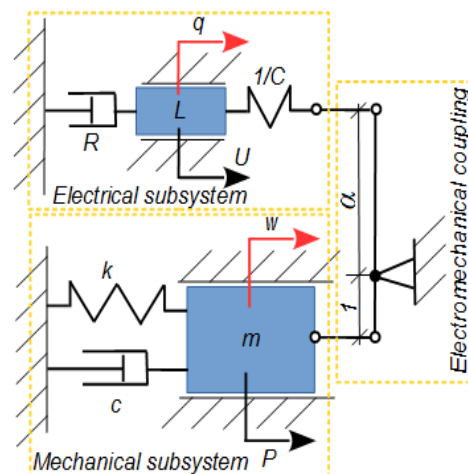 q
1/C
L
R
U
Electrical subsystem
α
1
Electromechanical coupling
w
k
m
c
P
Mechanical subsystem